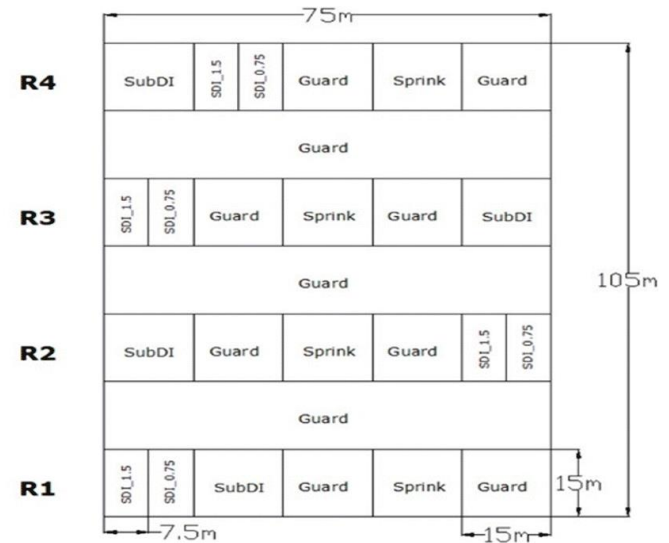 75m
R4
SubDI
SDI_1.5
SDI_0.75
Guard
Sprink
Guard
Guard
R3
SDI_1.5
SDI_0.75
Guard
Sprink
Guard
SubDI
Guard
105m
R2
SubDI
Guard
Sprink
Guard
SDI_1.5
SDI_0.75
Guard
R1
SDI_1.5
SDI_0.75
SubDI
Guard
Sprink
Guard
15m
7.5m
15m